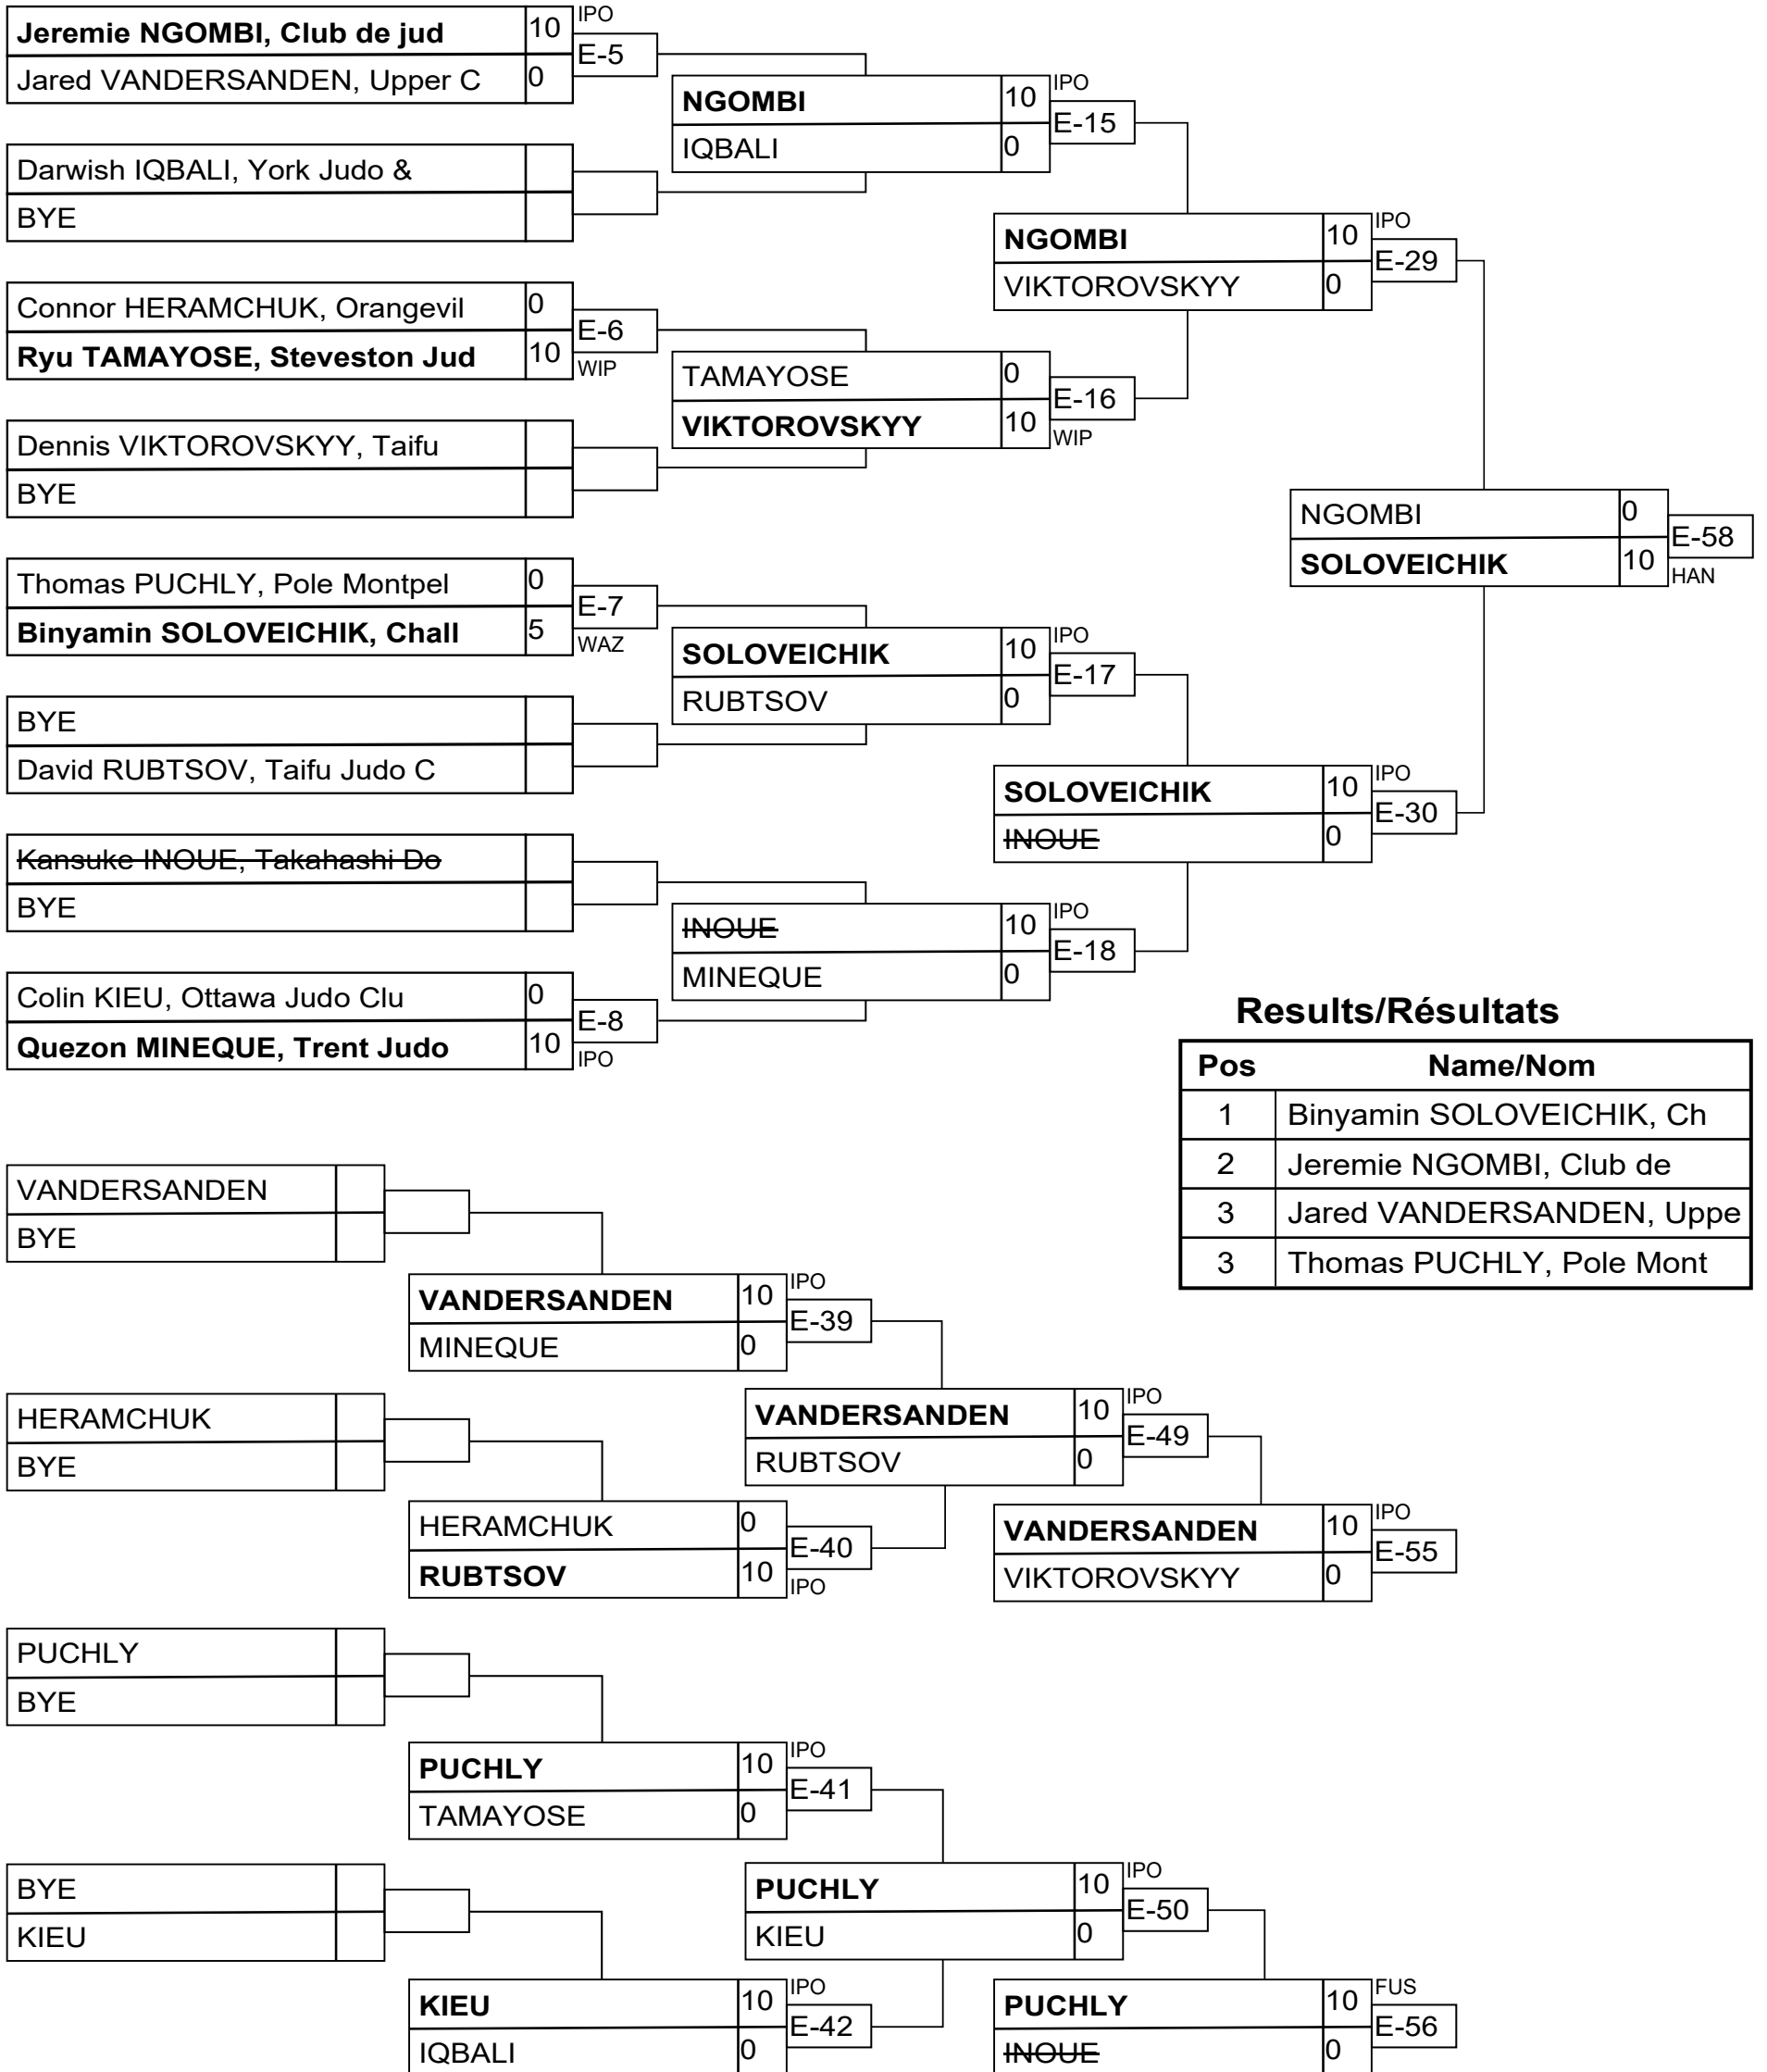 Jeremie NGOMBI, Club de jud 10 IPO
E-5
Jared VANDERSANDEN, Upper C 0
Darwish IQBALI, York Judo &
BYE
Connor HERAMCHUK, Orangevil 0
E-6
Ryu TAMAYOSE, Steveston Jud 10 WIP
Dennis VIKTOROVSKYY, Taifu
BYE
Thomas PUCHLY, Pole Montpel 0
E-7
Binyamin SOLOVEICHIK, Chall 5 WAZ
BYE
David RUBTSOV, Taifu Judo C
Kansuke INOUE, Takahashi Do
BYE
Colin KIEU, Ottawa Judo Clu 0
E-8
Quezon MINEQUE, Trent Judo 10 IPO
NGOMBI 10 IPO
E-15
IQBALI 0
TAMAYOSE 0
E-16
VIKTOROVSKYY 10 WIP
SOLOVEICHIK 10 IPO
E-17
RUBTSOV 0
INOUE 10 IPO
E-18
MINEQUE 0
NGOMBI 10 IPO
E-29
VIKTOROVSKYY 0
SOLOVEICHIK 10 IPO
E-30
INOUE 0
NGOMBI 0
E-58
SOLOVEICHIK 10 HAN
Results/Résultats
Pos Name/Nom
1 Binyamin SOLOVEICHIK, Ch
2 Jeremie NGOMBI, Club de
3 Jared VANDERSANDEN, Uppe
3 Thomas PUCHLY, Pole Mont
VANDERSANDEN
BYE
HERAMCHUK
BYE
VANDERSANDEN 10 IPO
E-39
MINEQUE 0
HERAMCHUK 0
E-40
RUBTSOV 10 IPO
VANDERSANDEN 10 IPO
E-49
RUBTSOV 0
VANDERSANDEN 10 IPO
E-55
VIKTOROVSKYY 0
PUCHLY
BYE
BYE
KIEU
PUCHLY 10 IPO
E-41
TAMAYOSE 0
KIEU 10 IPO
E-42
IQBALI 0
PUCHLY 10 IPO
E-50
KIEU 0
PUCHLY 10 FUS
E-56
INOUE 0